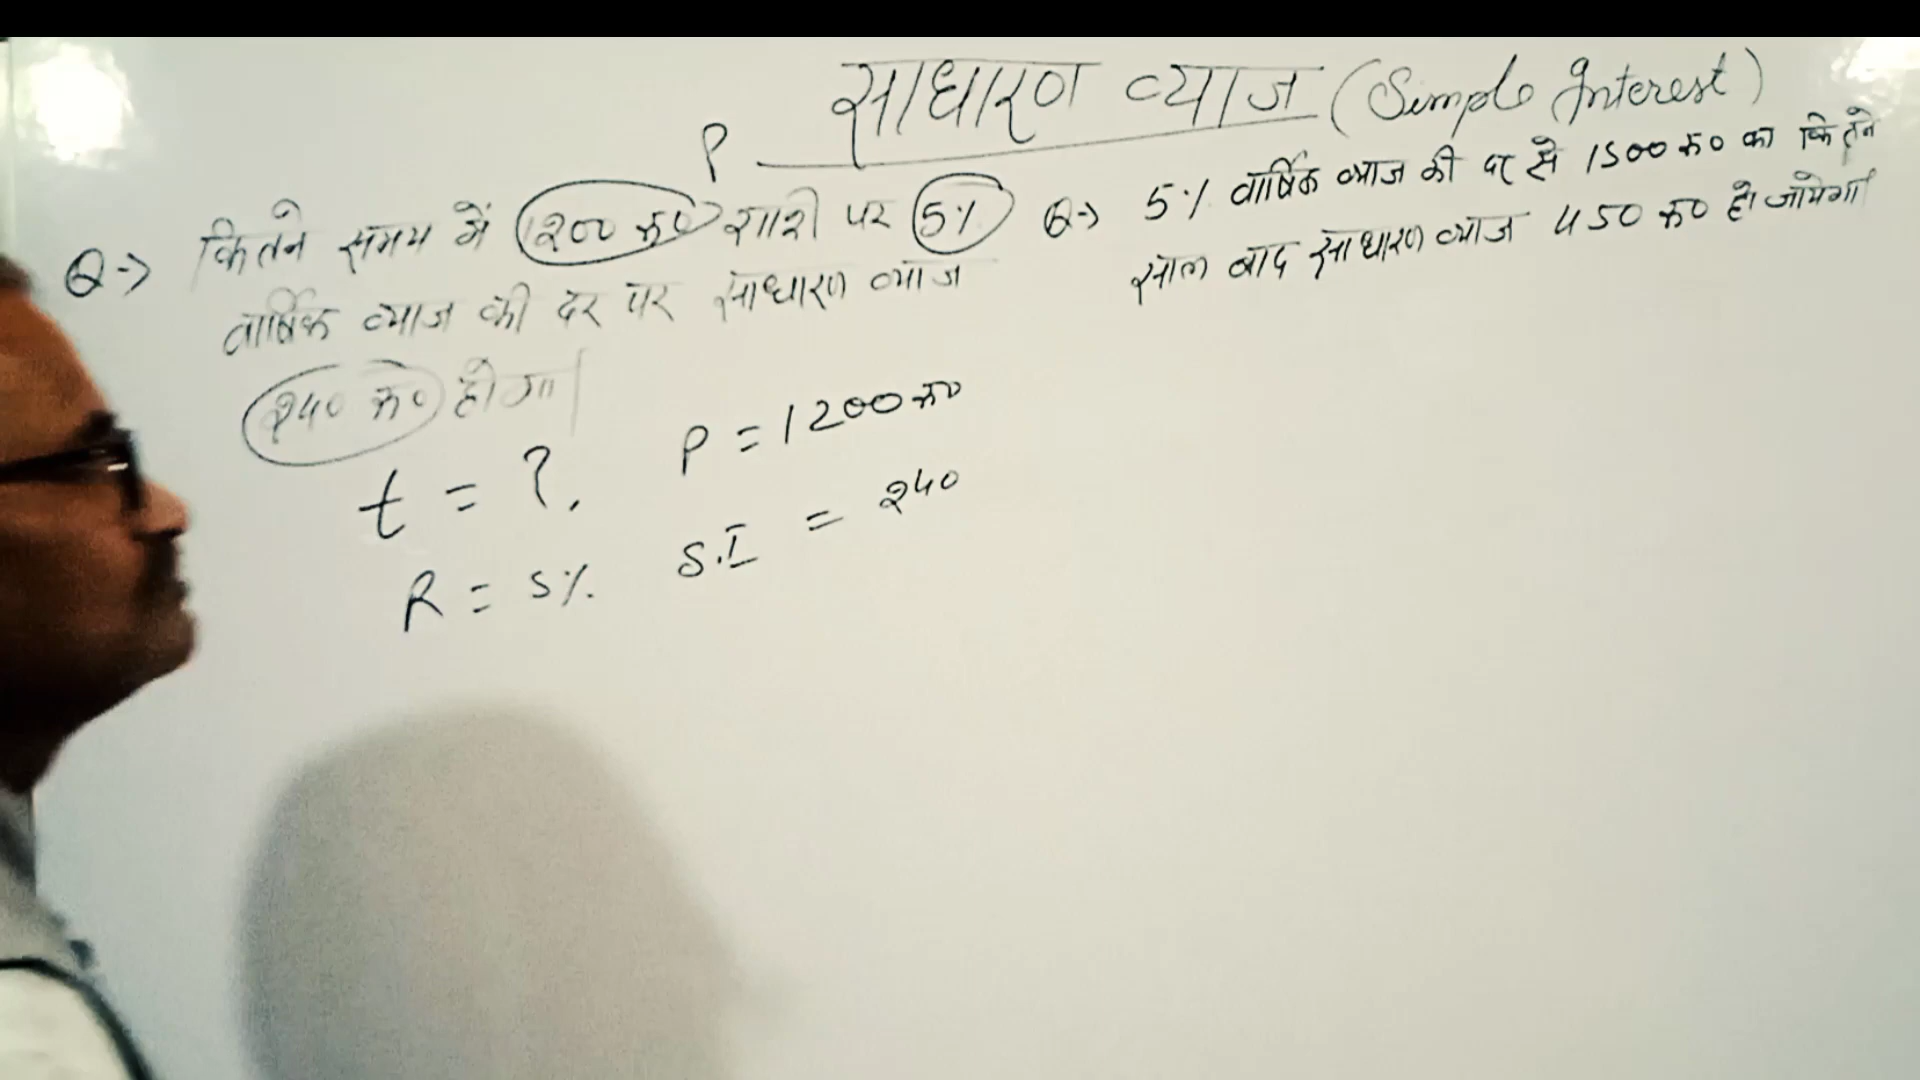 साधारण व्याज (Simple Interest)
P
Q-> कितने समय में 1200 रु० राशी पर 5%
वार्षिक व्याज की दर पर साधारण व्याज
240 रु० होगा|
t = ?. P = 1200 रु०
R = 5% S.I = 240
Q-> 5% वार्षिक व्याज की दर से 1500 रु० का कितने
साल बाद साधारण व्याज 450 रु० हो जायेगा|